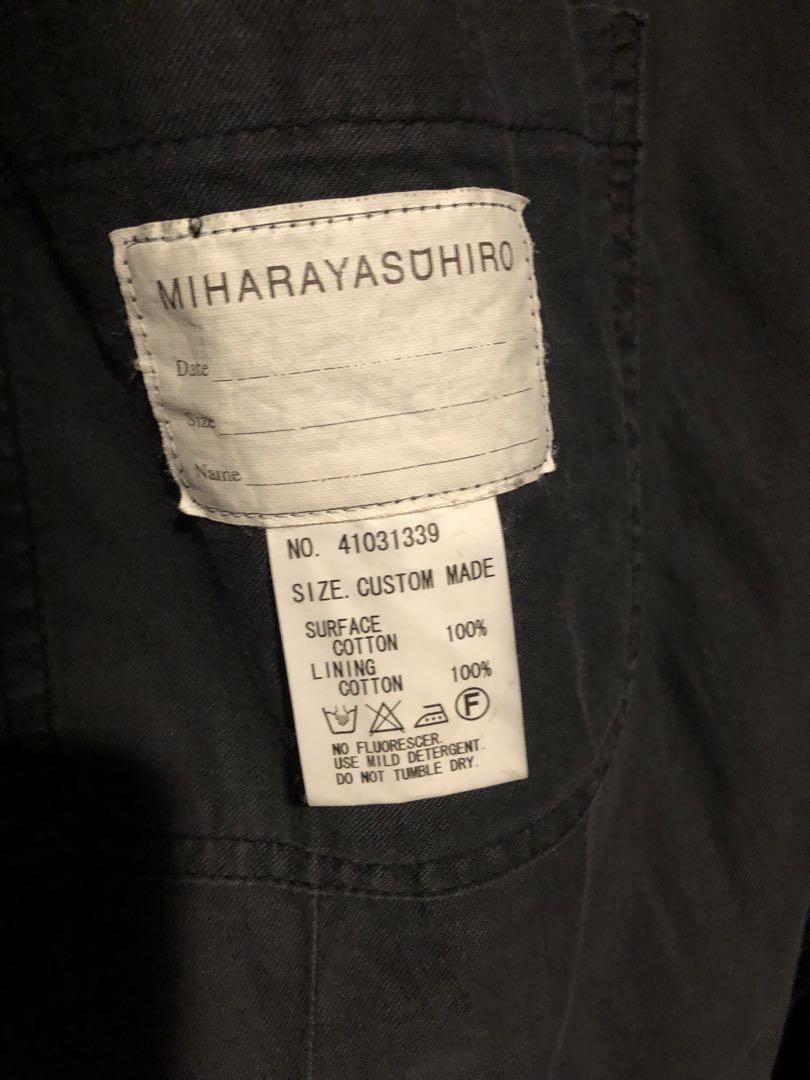 MIHARAYASUHIRO
Date
Size
Name
NO. 41031339
SIZE. CUSTOM MADE
SURFACE
COTTON 100%
LINING
COTTON 100%
F
NO FLUORESCER.
USE MILD DETERGENT.
DO NOT TUMBLE DRY.